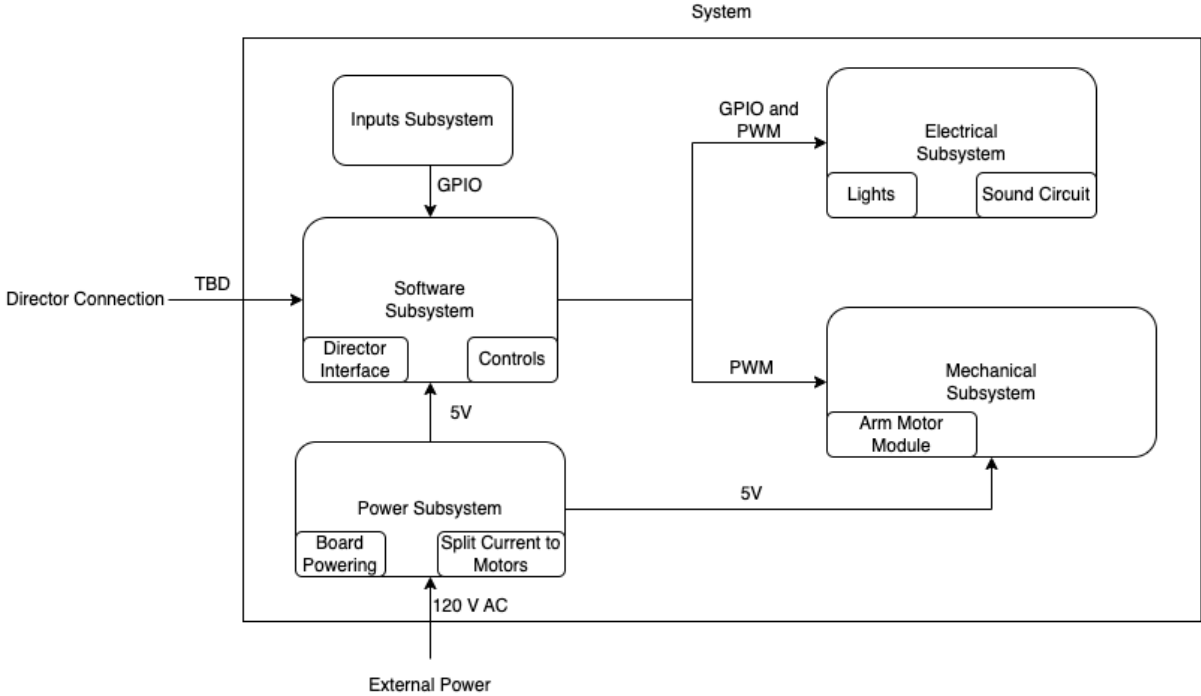 System
Inputs Subsystem
GPIO
GPIO and
PWM
Electrical
Subsystem
Lights
Sound Circuit
Director Connection
TBD
Software
Subsystem
Director
Interface
Controls
PWM
Mechanical
Subsystem
Arm Motor
Module
5V
Power Subsystem
Board
Powering
Split Current to
Motors
5V
120 V AC
External Power